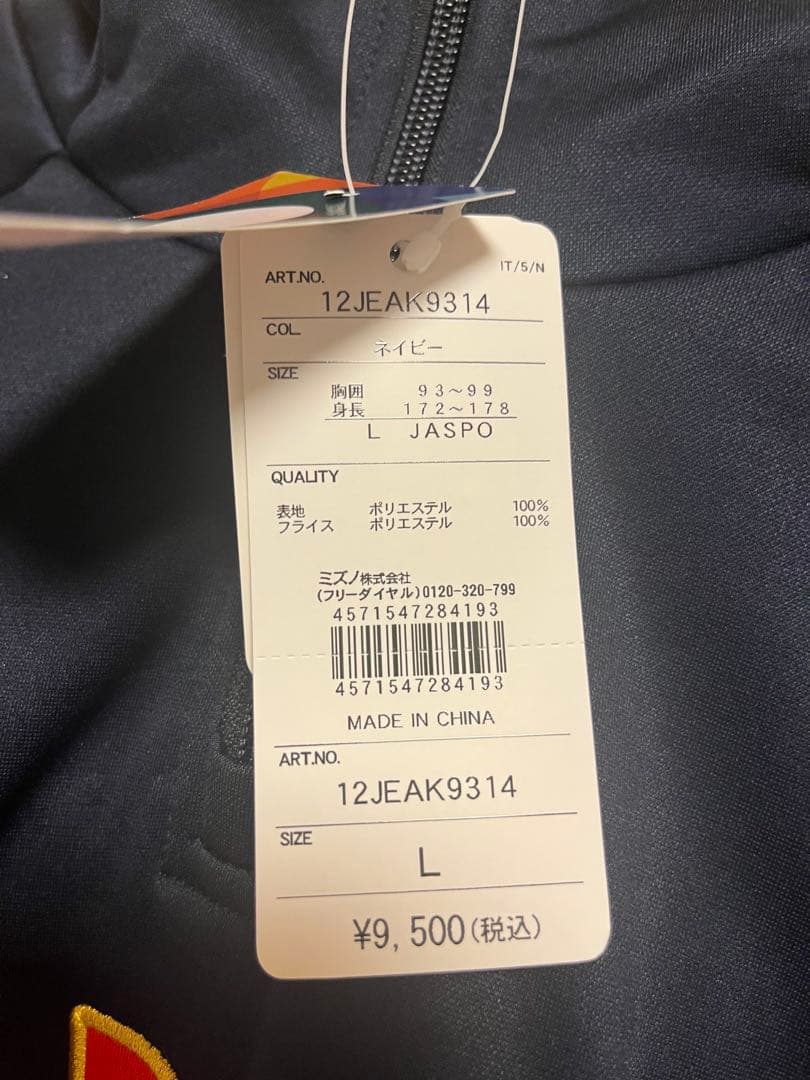 IT/5/N
ART.NO.
12JEAK9314
COL.
ネイビー
SIZE
胸囲 93～99
身長 172～178
L JASPO
QUALITY
表地 ポリエステル 100%
フライス ポリエステル 100%
ミズノ株式会社
(フリーダイヤル)0120-320-799
4571547284193
4571547284193
MADE IN CHINA
ART.NO.
12JEAK9314
SIZE
L
¥9,500(税込)